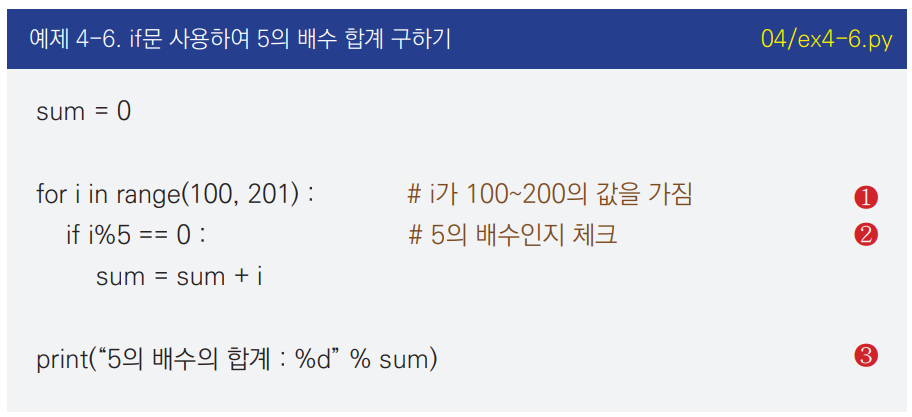 예제 4-6. if문 사용하여 5의 배수 합계 구하기 04/ex4-6.py
sum = 0
for i in range(100, 201) : # i가 100~200의 값을 가짐 ❶
if i%5 == 0 : # 5의 배수인지 체크 ❷
sum = sum + i
print(“5의 배수의 합계 : %d” % sum) ❸